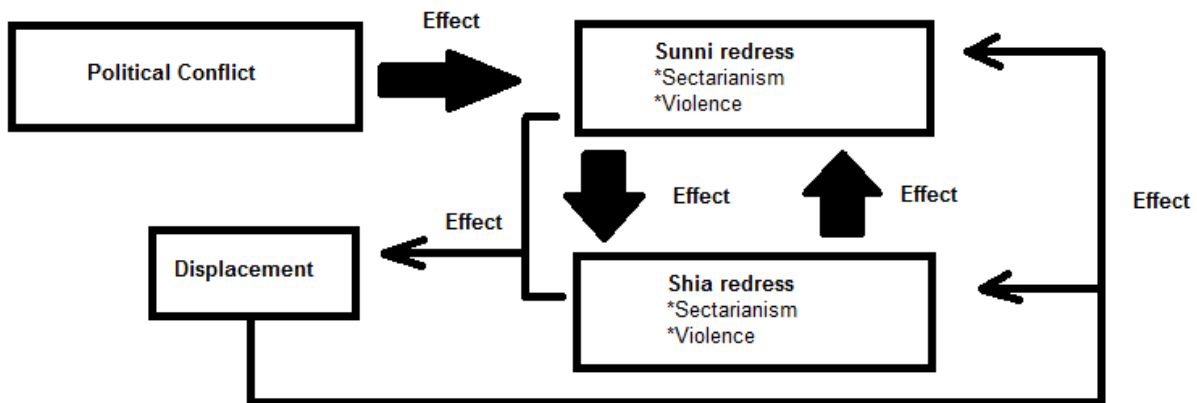 Effect
Political Conflict
Sunni redress
*Sectarianism
*Violence
Effect
Effect
Effect
Effect
Displacement
Shia redress
*Sectarianism
*Violence